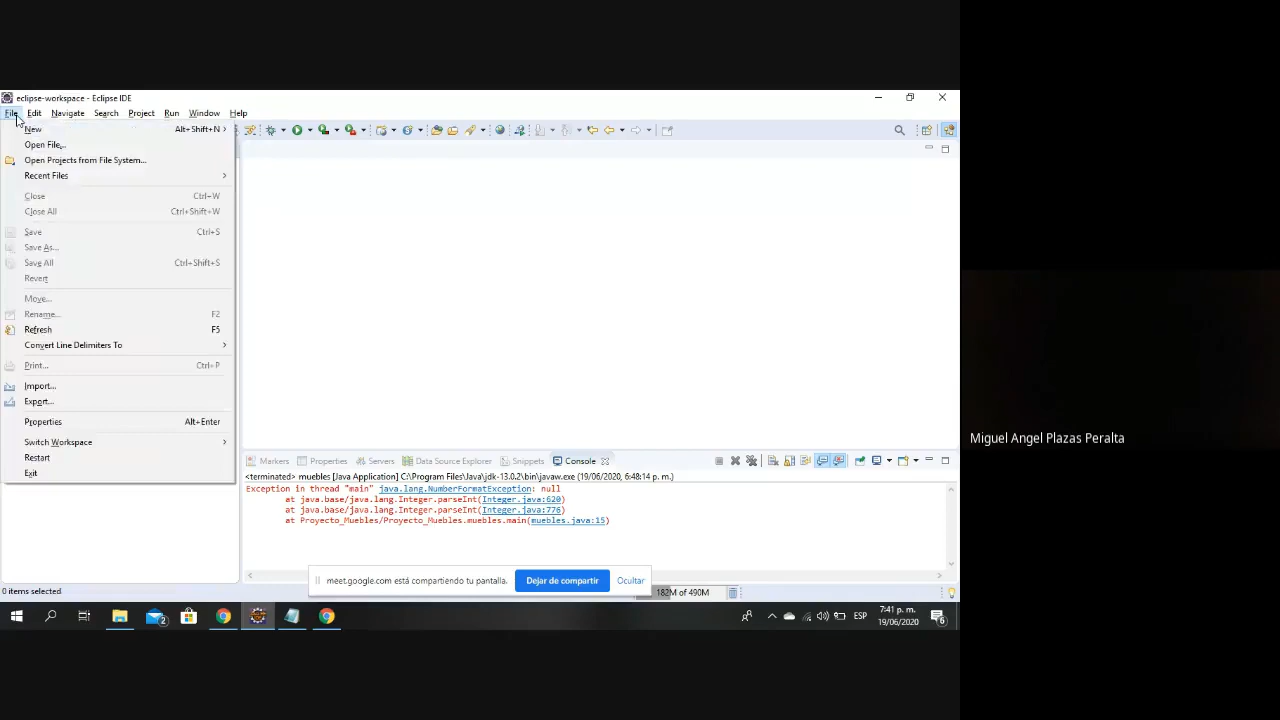 eclipse-workspace - Eclipse IDE
File Edit Navigate Search Project Run Window Help
New Alt+Shift+N
Open File...
Open Projects from File System...
Recent Files
Close Ctrl+W
Close All Ctrl+Shift+W
Save Ctrl+S
Save As...
Save All Ctrl+Shift+S
Revert
Move...
Rename... F2
Refresh F5
Convert Line Delimiters To
Print... Ctrl+P
Import...
Export...
Properties Alt+Enter
Switch Workspace
Restart
Exit
Miguel Angel Plazas Peralta
Markers Properties Servers Data Source Explorer Snippets Console
<terminated> muebles [Java Application] C:\Program Files\Java\jdk-13.0.2\bin\javaw.exe (19/06/2020, 6:48:14 p. m.)
Exception in thread "main" java.lang.NumberFormatException: null
at java.base/java.lang.Integer.parseInt(Integer.java:620)
at java.base/java.lang.Integer.parseInt(Integer.java:776)
at Proyecto_Muebles/Proyecto_Muebles.muebles.main(muebles.java:15)
meet.google.com está compartiendo tu pantalla. Dejar de compartir Ocultar
0 items selected 182M of 490M
2 ESP 7:41 p. m. 6
19/06/2020